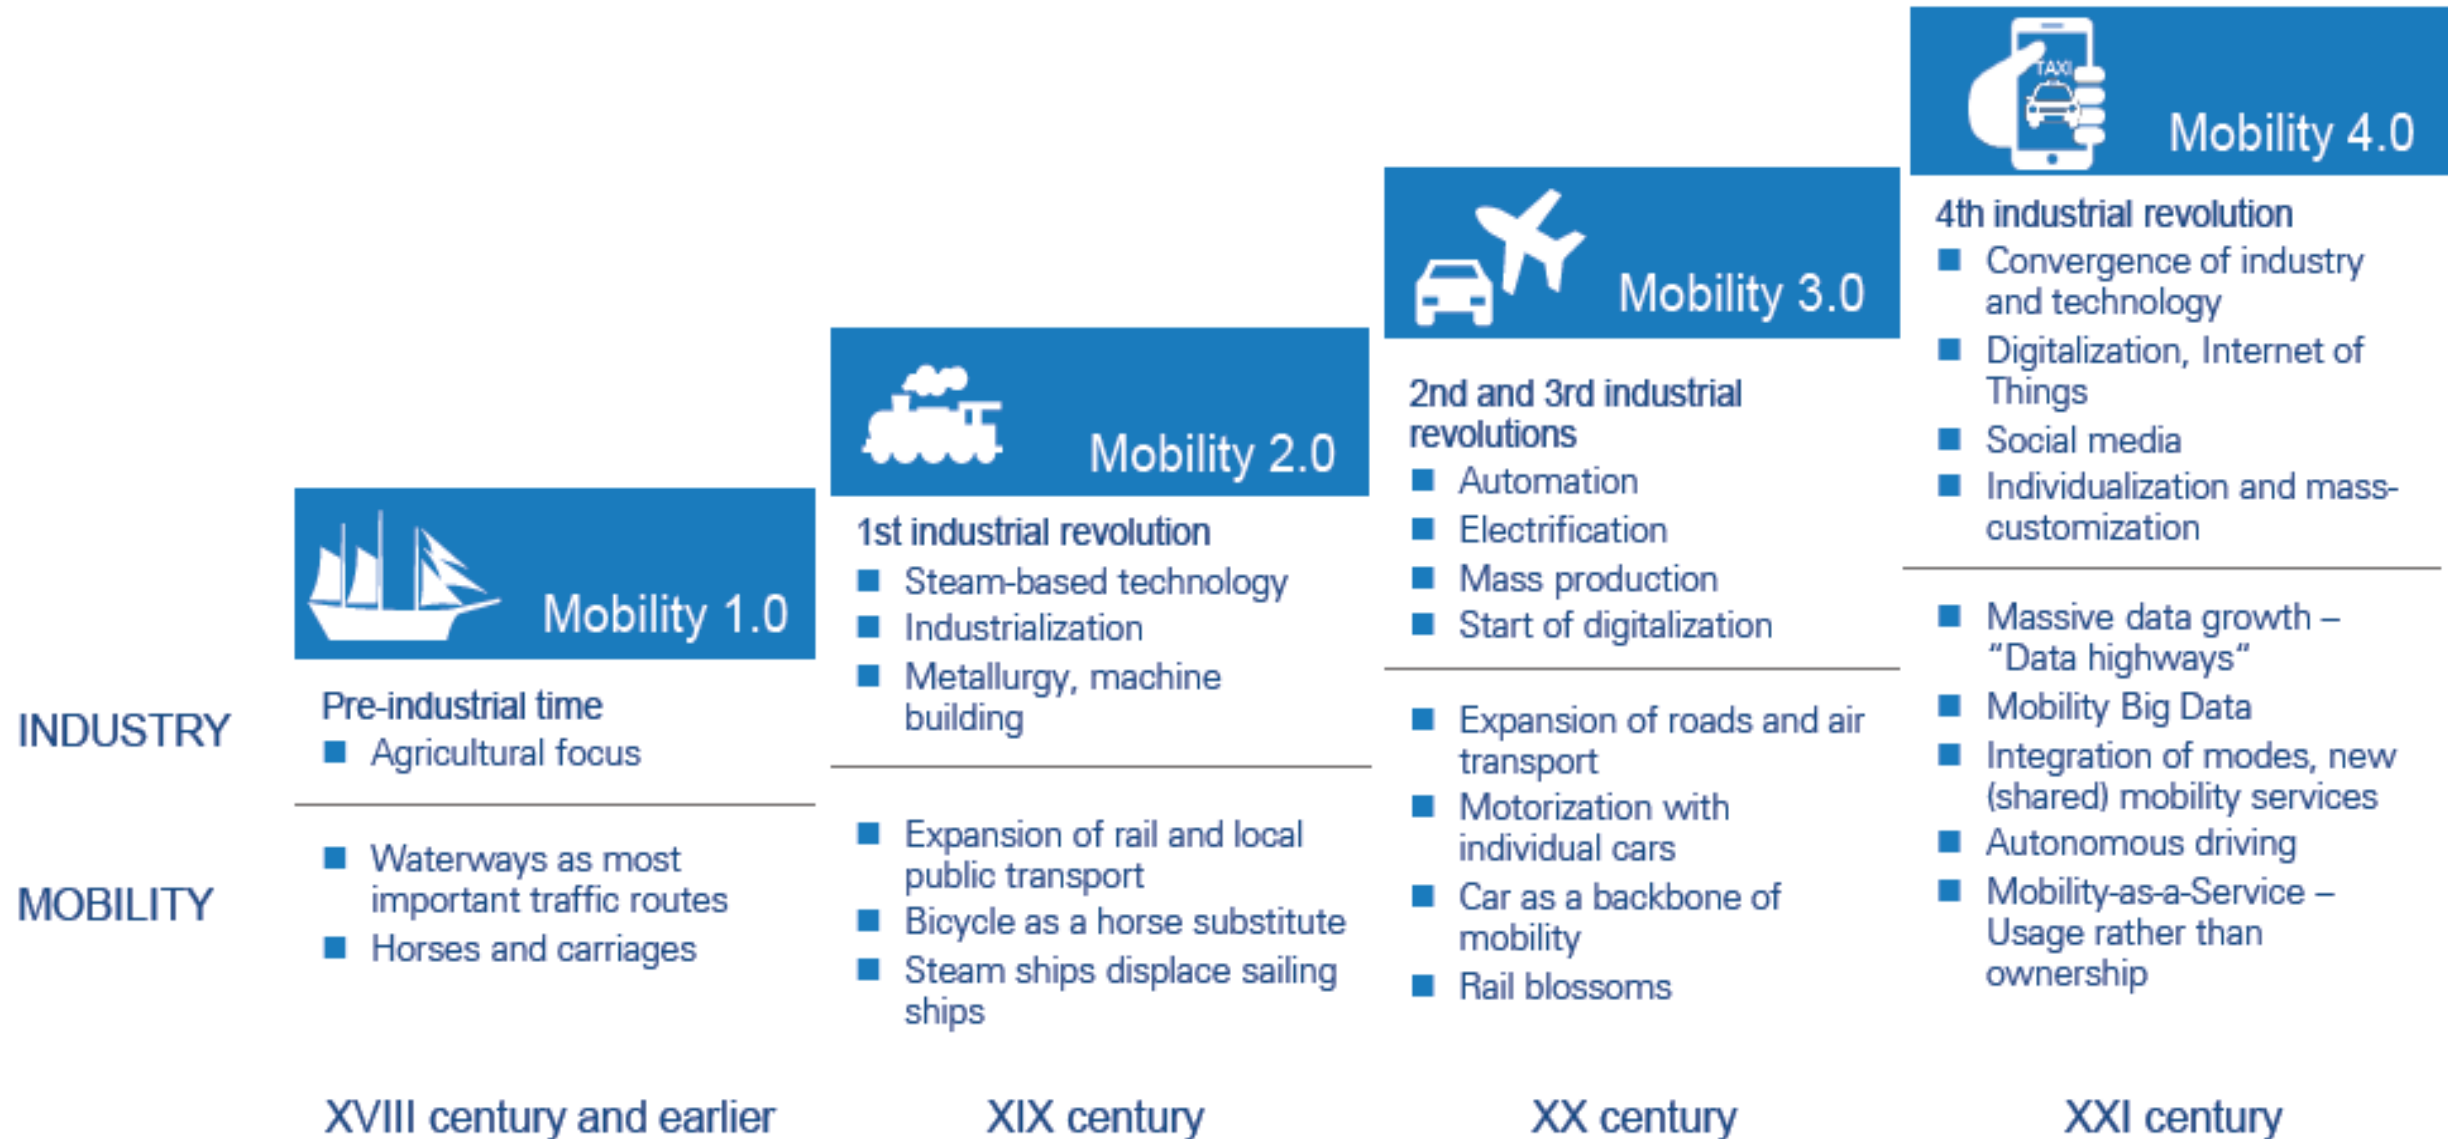 INDUSTRY
MOBILITY
Mobility 1.0
Pre-industrial time
Agricultural focus
Waterways as most
important traffic routes
Horses and carriages
XVIII century and earlier
Mobility 2.0
1st industrial revolution
Steam-based technology
Industrialization
Metallurgy, machine
building
Expansion of rail and local
public transport
Bicycle as a horse substitute
Steam ships displace sailing
ships
XIX century
Mobility 3.0
2nd and 3rd industrial
revolutions
Automation
Electrification
Mass production
Start of digitalization
Expansion of roads and air
transport
Motorization with
individual cars
Car as a backbone of
mobility
Rail blossoms
XX century
TAXI
Mobility 4.0
4th industrial revolution
Convergence of industry
and technology
Digitalization, Internet of
Things
Social media
Individualization and mass-
customization
Massive data growth –
“Data highways“
Mobility Big Data
Integration of modes, new
(shared) mobility services
Autonomous driving
Mobility-as-a-Service –
Usage rather than
ownership
XXI century